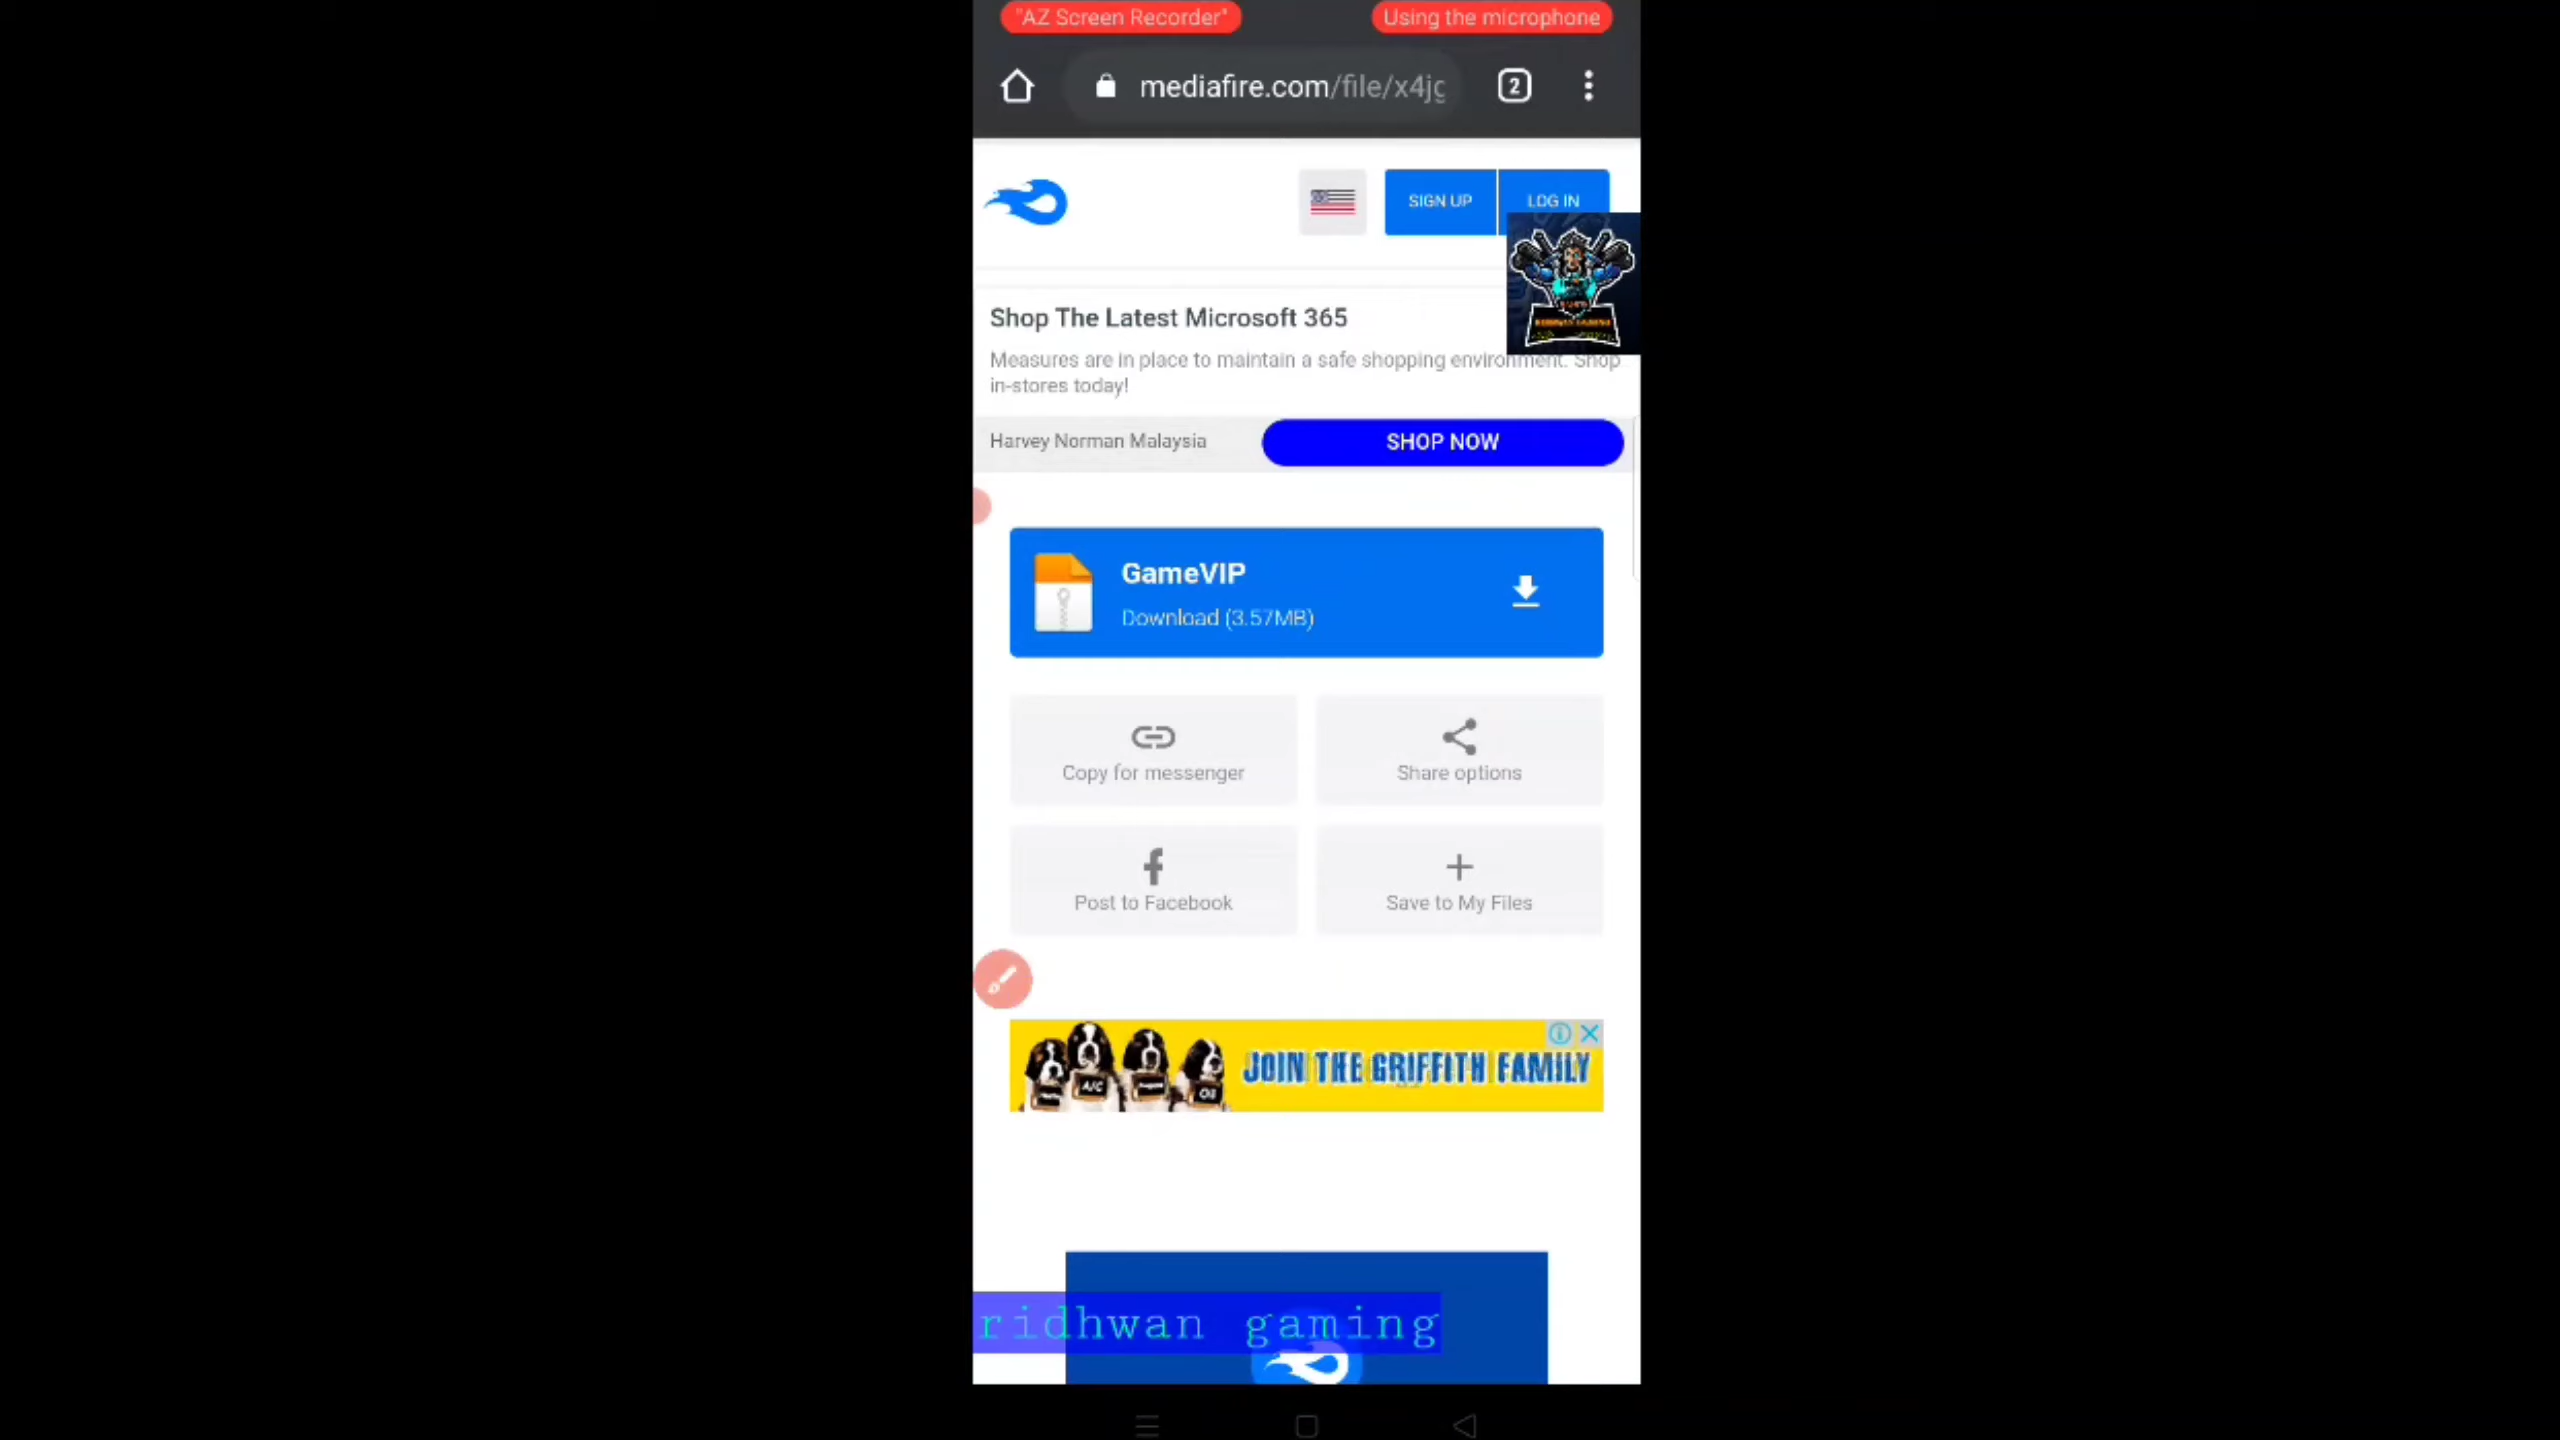 "AZ Screen Recorder"
Using the microphone
mediafire.com/file/x4jg
2
SIGN UP
LOG IN
Shop The Latest Microsoft 365
Measures are in place to maintain a safe shopping environment. Shop
in-stores today!
Harvey Norman Malaysia
SHOP NOW
GameVIP
Download (3.57MB)
Copy for messenger
Share options
Post to Facebook
Save to My Files
A/C
JOIN THE GRIFFITH FAMILY
ridhwan gaming